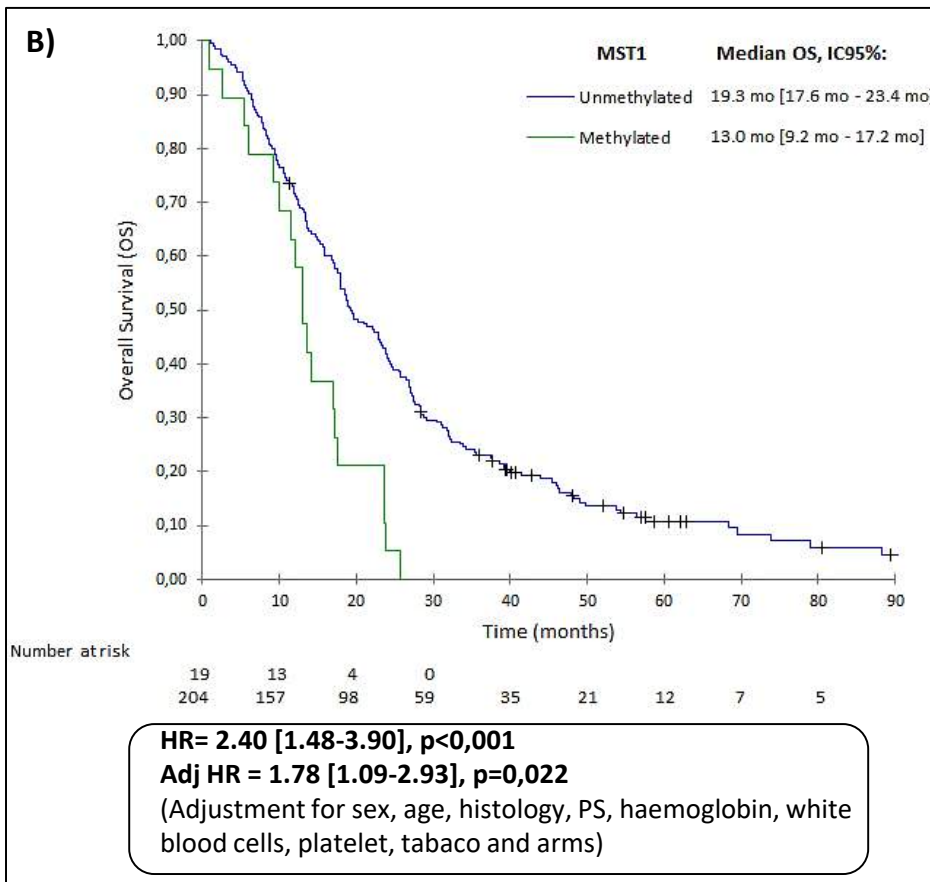 B)
MST1 Median OS, IC95%:
Unmethylated 19.3 mo [17.6 mo - 23.4 mo]
Methylated 13.0 mo [9.2 mo - 17.2 mo]
Overall Survival (OS)
1,00
0,90
0,80
0,70
0,60
0,50
0,40
0,30
0,20
0,10
0,00
0 10 20 30 40 50 60 70 80 90
Time (months)
Number at risk
19 13 4 0
204 157 98 59 35 21 12 7 5
HR= 2.40 [1.48-3.90], p<0,001
Adj HR = 1.78 [1.09-2.93], p=0,022
(Adjustment for sex, age, histology, PS, haemoglobin, white
blood cells, platelet, tabaco and arms)